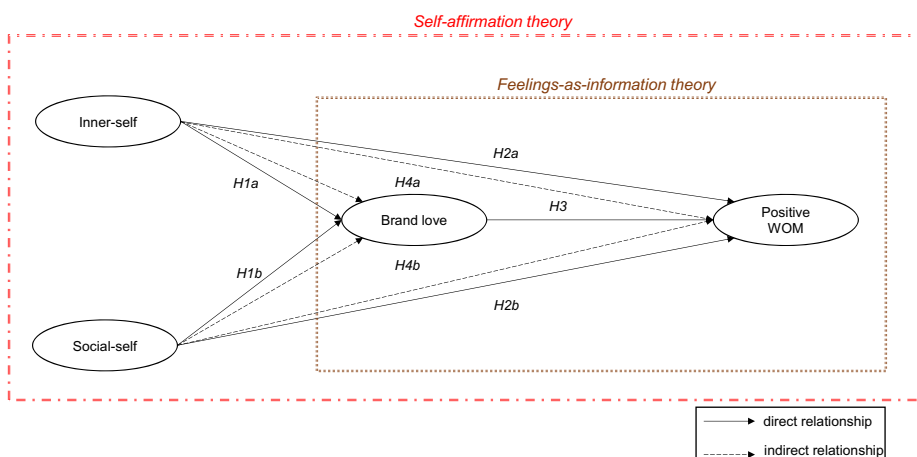 Self-affirmation theory
Feelings-as-information theory
Inner-self
H2a
H1a
H4a
H3
Brand love
Positive
WOM
H1b
H4b
H2b
Social-self
direct relationship
indirect relationship